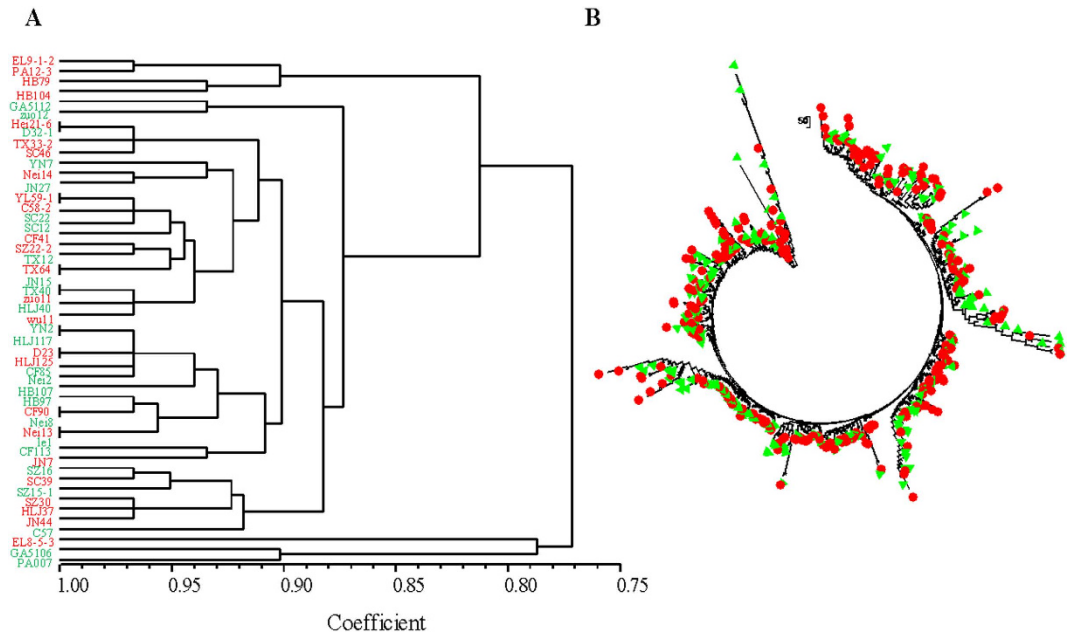 A
B
EL9-1-2
PA12-3
HB79
HB104
GA5112
zuo12
Hei21-6
D32-1
TX33-2
SC46
YN7
Nei14
JN27
YL59-1
C58-2
SC22
SC12
CF41
SZ22-2
TX12
TX64
JN15
TX40
zuo11
HLJ40
wu11
YN2
HLJ117
D23
HLJ125
CF85
Nei2
HB107
HB97
CF90
Nei8
Nei13
le1
CF113
JN7
SZ16
SC39
SZ15-1
SZ30
HLJ37
JN44
C57
EL8-5-3
GA5106
PA007
1.00 0.95 0.90 0.85 0.80 0.75
Coefficient
50